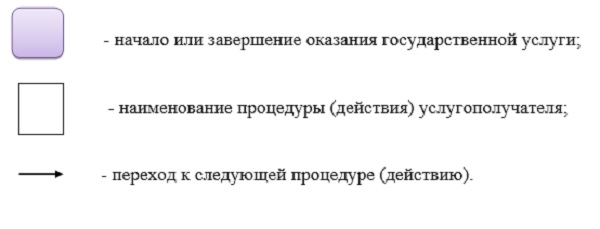 - начало или завершение оказания государственной услуги;
- наименование процедуры (действия) услугополучателя;
- переход к следующей процедуре (действию).